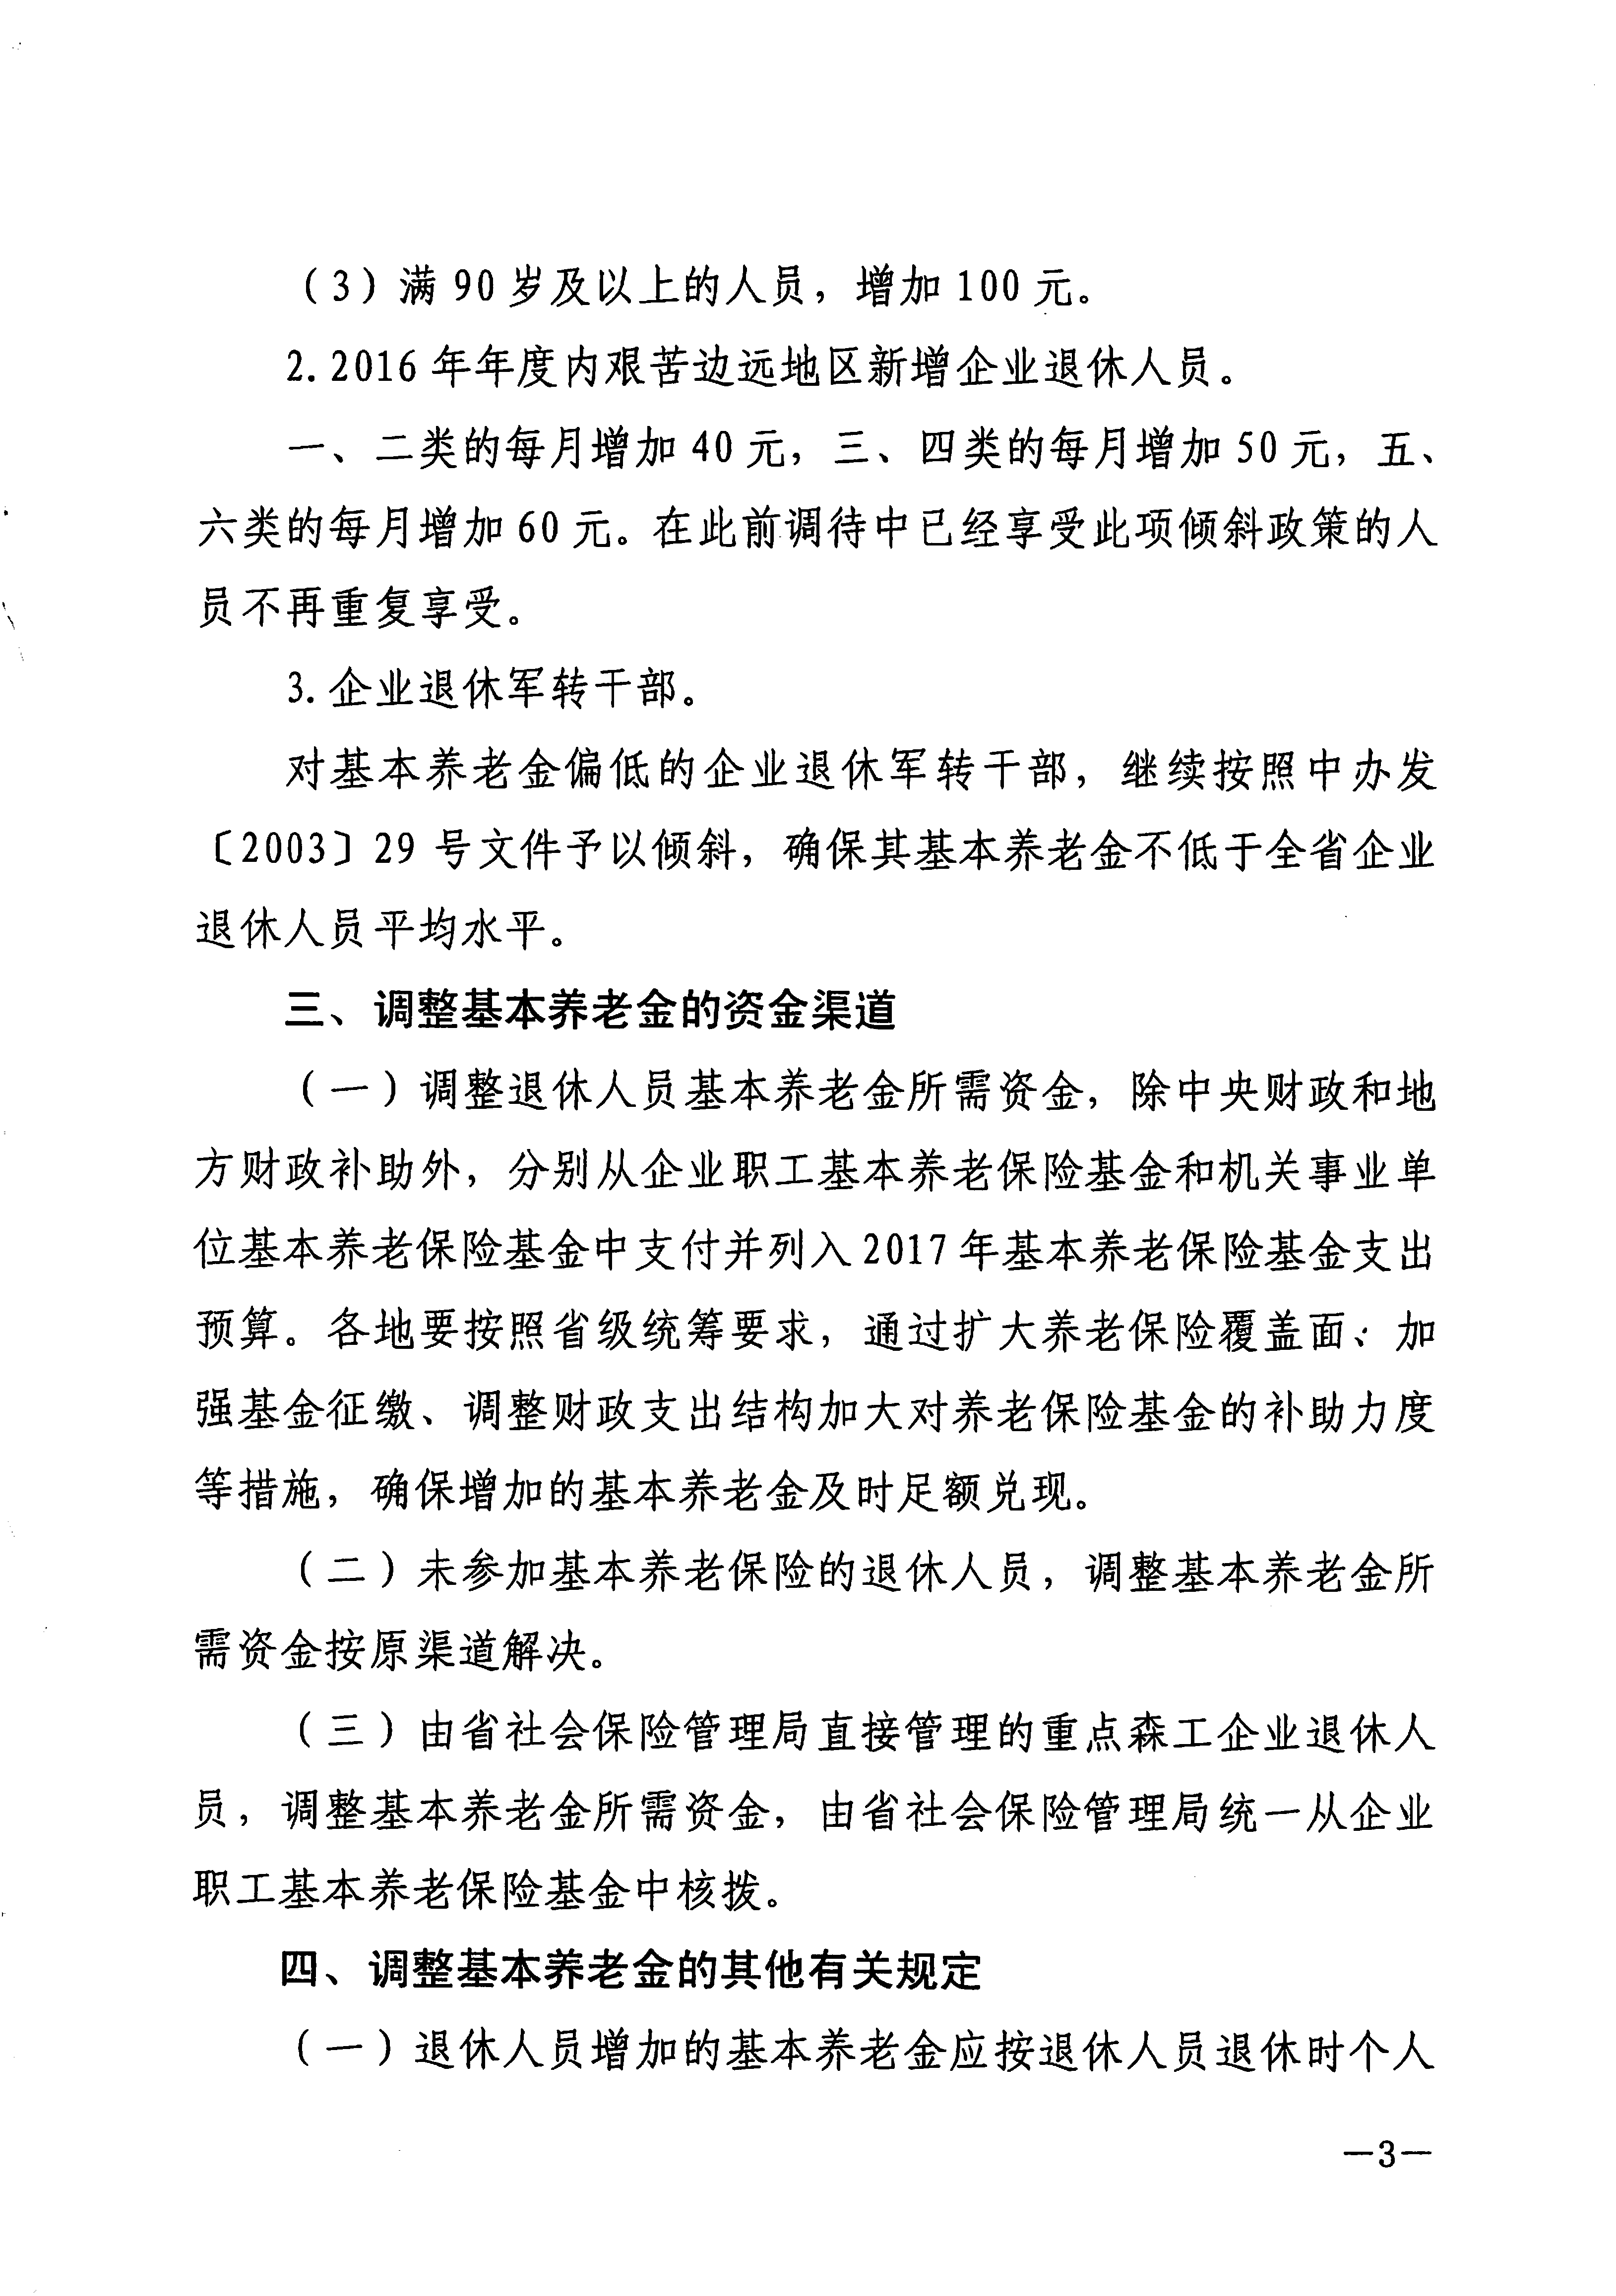 （3）满 90 岁及以上的人员，增加 100 元。
2. 2016 年年度内艰苦边远地区新增企业退休人员。
一、二类的每月增加 40 元，三、四类的每月增加 50 元，五、
六类的每月增加 60 元。在此前调待中已经享受此项倾斜政策的人
员不再重复享受。
3. 企业退休军转干部。
对基本养老金偏低的企业退休军转干部，继续按照中办发
〔2003〕29 号文件予以倾斜，确保其基本养老金不低于全省企业
退休人员平均水平。
三、调整基本养老金的资金渠道
（一）调整退休人员基本养老金所需资金，除中央财政和地
方财政补助外，分别从企业职工基本养老保险基金和机关事业单
位基本养老保险基金中支付并列入 2017 年基本养老保险基金支出
预算。各地要按照省级统筹要求，通过扩大养老保险覆盖面、加
强基金征缴、调整财政支出结构加大对养老保险基金的补助力度
等措施，确保增加的基本养老金及时足额兑现。
（二）未参加基本养老保险的退休人员，调整基本养老金所
需资金按原渠道解决。
（三）由省社会保险管理局直接管理的重点森工企业退休人
员，调整基本养老金所需资金，由省社会保险管理局统一从企业
职工基本养老保险基金中核拨。
四、调整基本养老金的其他有关规定
（一）退休人员增加的基本养老金应按退休人员退休时个人
—3—